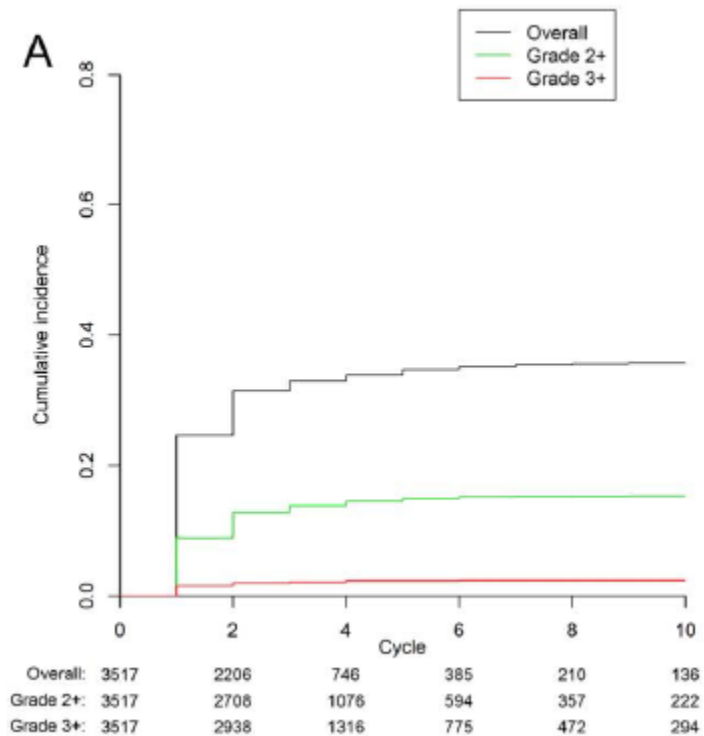 A
Overall
Grade 2+
Grade 3+
Cumulative incidence
0.8
0.6
0.4
0.2
0.0
0 2 4 6 8 10
Cycle
Overall: 3517 2206 746 385 210 136
Grade 2+: 3517 2708 1076 594 357 222
Grade 3+: 3517 2938 1316 775 472 294